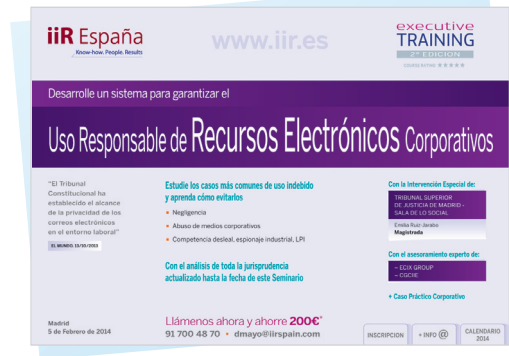 iiR España
Know-how. People. Results
www.iir.es
executive
TRAINING
2ª EDICION
COURSE RATING ★★★★★
Desarrolle un sistema para garantizar el
Uso Responsable de Recursos Electrónicos Corporativos
"El Tribunal
Constitucional ha
establecido el alcance
de la privacidad de los
correos electrónicos
en el entorno laboral"
EL MUNDO, 10/10/2013
Estudie los casos más comunes de uso indebido
y aprenda cómo evitarlos
• Negligencia
• Abuso de medios corporativos
• Competencia desleal, espionaje industrial, LPI
Con el análisis de toda la jurisprudencia
actualizado hasta la fecha de este Seminario
Con la Intervención Especial de:
TRIBUNAL SUPERIOR
DE JUSTICIA DE MADRID -
SALA DE LO SOCIAL
Emilia Ruiz-Jarabo
Magistrada
Con el asesoramiento experto de:
– ECIX GROUP
– CGCIIE
+ Caso Práctico Corporativo
Madrid
5 de Febrero de 2014
Llámenos ahora y ahorre 200€*
91 700 48 70 • dmayo@iirspain.com
INSCRIPCION
+ INFO @
CALENDARIO
2014